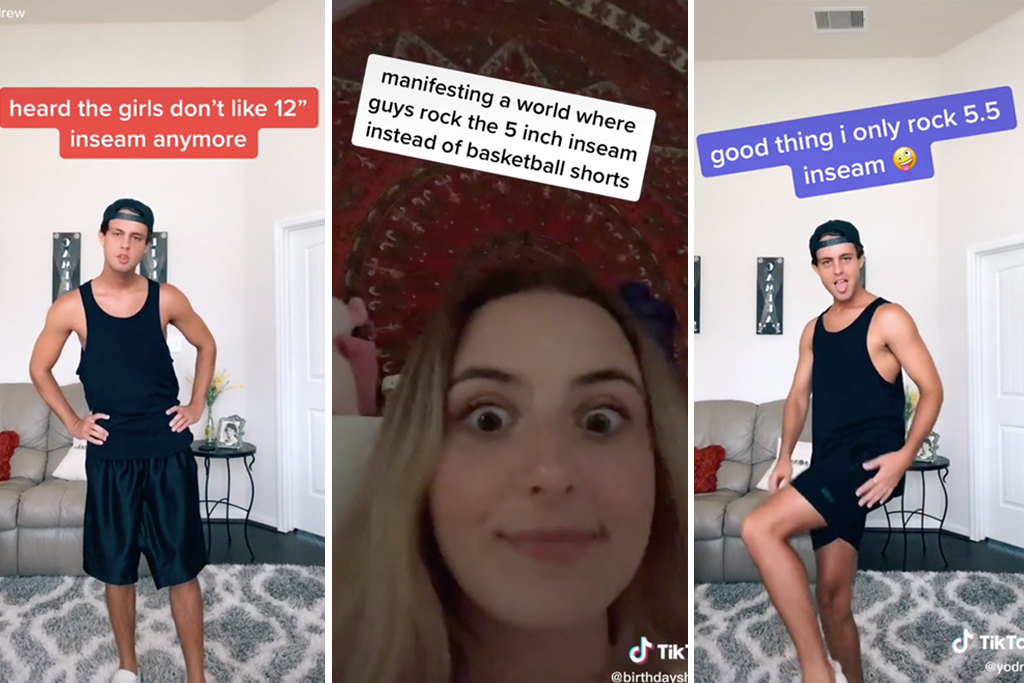 rew
heard the girls don't like 12”
inseam anymore
manifesting a world where
guys rock the 5 inch inseam
instead of basketball shorts
TikT
@birthdaysh
good thing i only rock 5.5
inseam 🤪
TikTo
@yodr